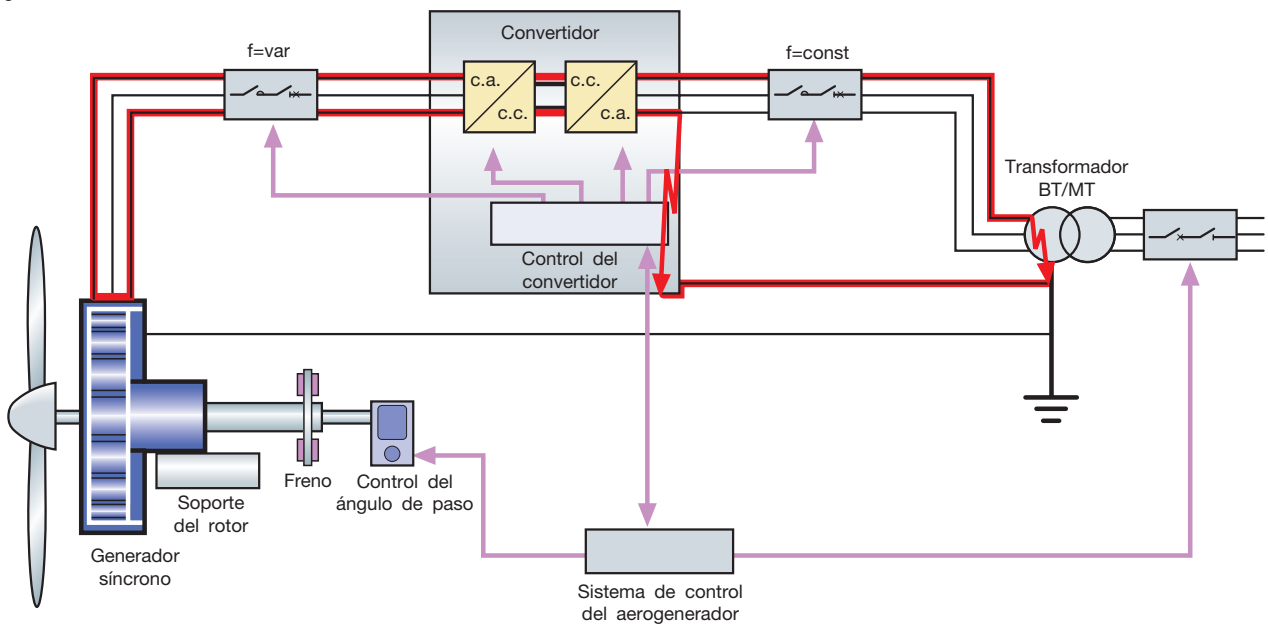 Convertidor
f=var
f=const
c.a.
c.c.
c.c.
c.a.
Transformador
BT/MT
Control del
convertidor
Freno
Control del
ángulo de paso
Soporte
del rotor
Generador
síncrono
Sistema de control
del aerogenerador